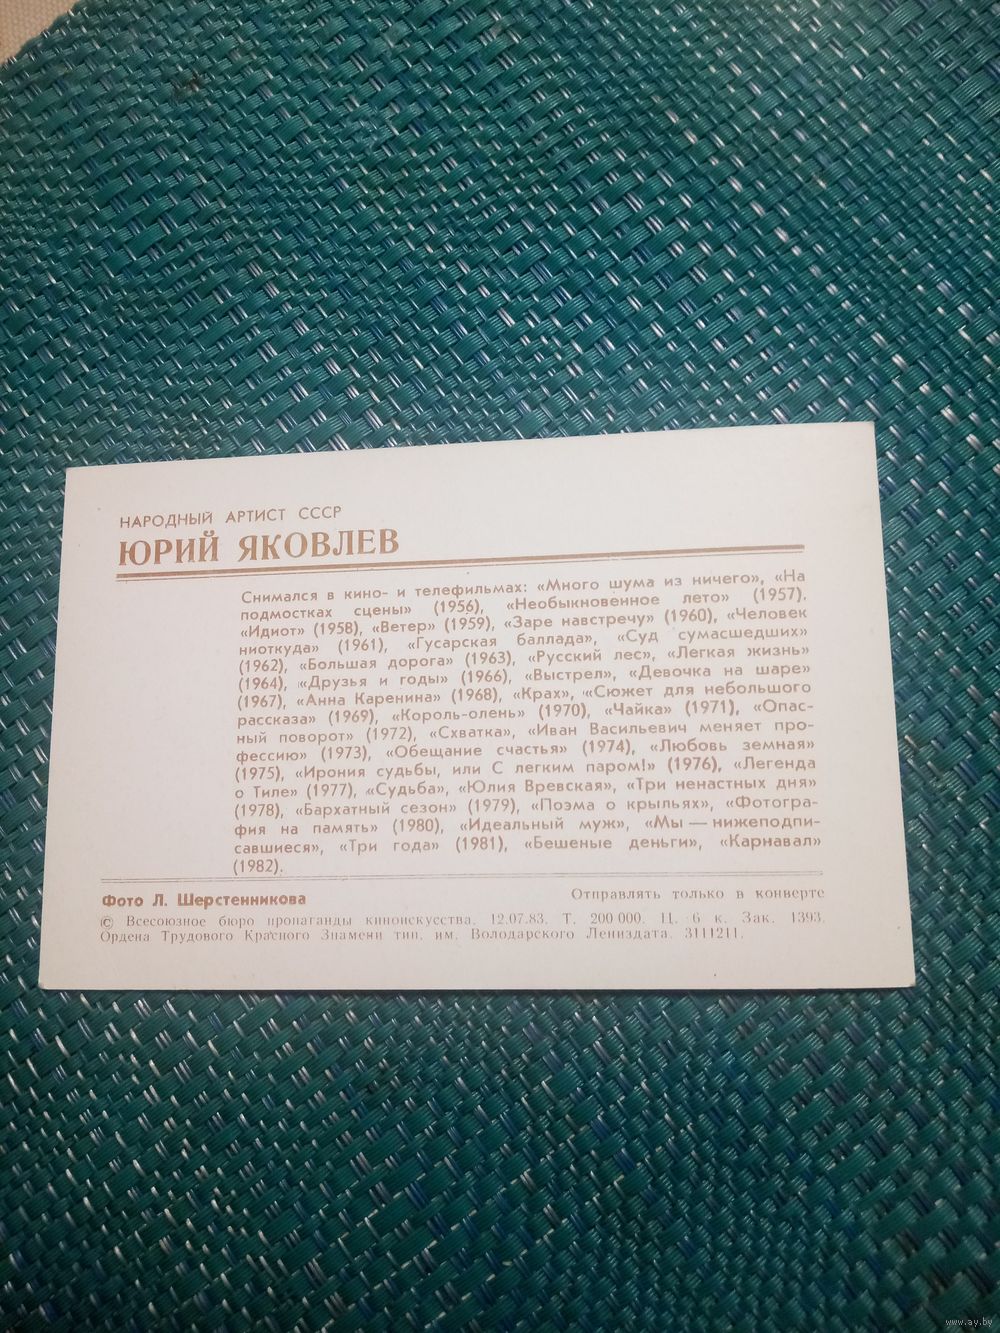 НАРОДНЫЙ АРТИСТ СССР
ЮРИЙ ЯКОВЛЕВ
Снимался в кино- и телефильмах: «Много шума из ничего», «На
подмостках сцены» (1956), «Необыкновенное лето» (1957),
«Идиот» (1958), «Ветер» (1959), «Заре навстречу» (1960), «Человек
ниоткуда» (1961), «Гусарская баллада», «Суд сумасшедших»
(1962), «Большая дорога» (1963), «Русский лес», «Легкая жизнь»
(1964), «Друзья и годы» (1966), «Выстрел», «Девочка на шаре»
(1967), «Анна Каренина» (1968), «Крах», «Сюжет для небольшого
рассказа» (1969), «Король-олень» (1970), «Чайка» (1971), «Опас-
ный поворот» (1972), «Схватка», «Иван Васильевич меняет про-
фессию» (1973), «Обещание счастья» (1974), «Любовь земная»
(1975), «Ирония судьбы, или С легким паром!» (1976), «Легенда
о Тиле» (1977), «Судьба», «Юлия Вревская», «Три ненастных дня»
(1978), «Бархатный сезон» (1979), «Поэма о крыльях», «Фотогра-
фия на память» (1980), «Идеальный муж», «Мы — нижеподпи-
савшиеся», «Три года» (1981), «Бешеные деньги», «Карнавал»
(1982).
Фото Л. Шерстенникова Отправлять только в конверте
© Всесоюзное бюро пропаганды киноискусства. 12.07.83. Т. 200 000. Ц. 6 к. Зак. 1393.
Ордена Трудового Красного Знамени тип. им. Володарского Лениздата. 3111211.
www.ay.by